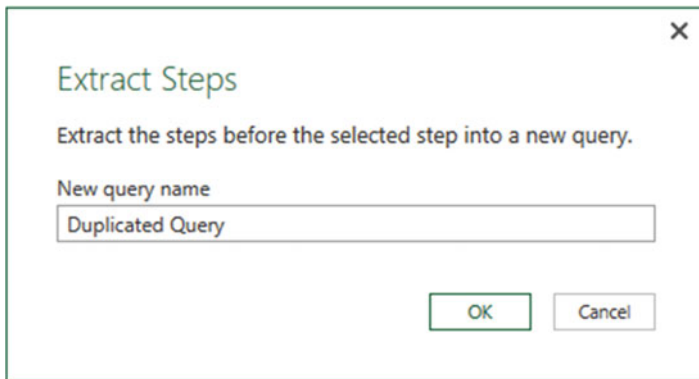 Extract Steps
Extract the steps before the selected step into a new query.
New query name
Duplicated Query
OK Cancel